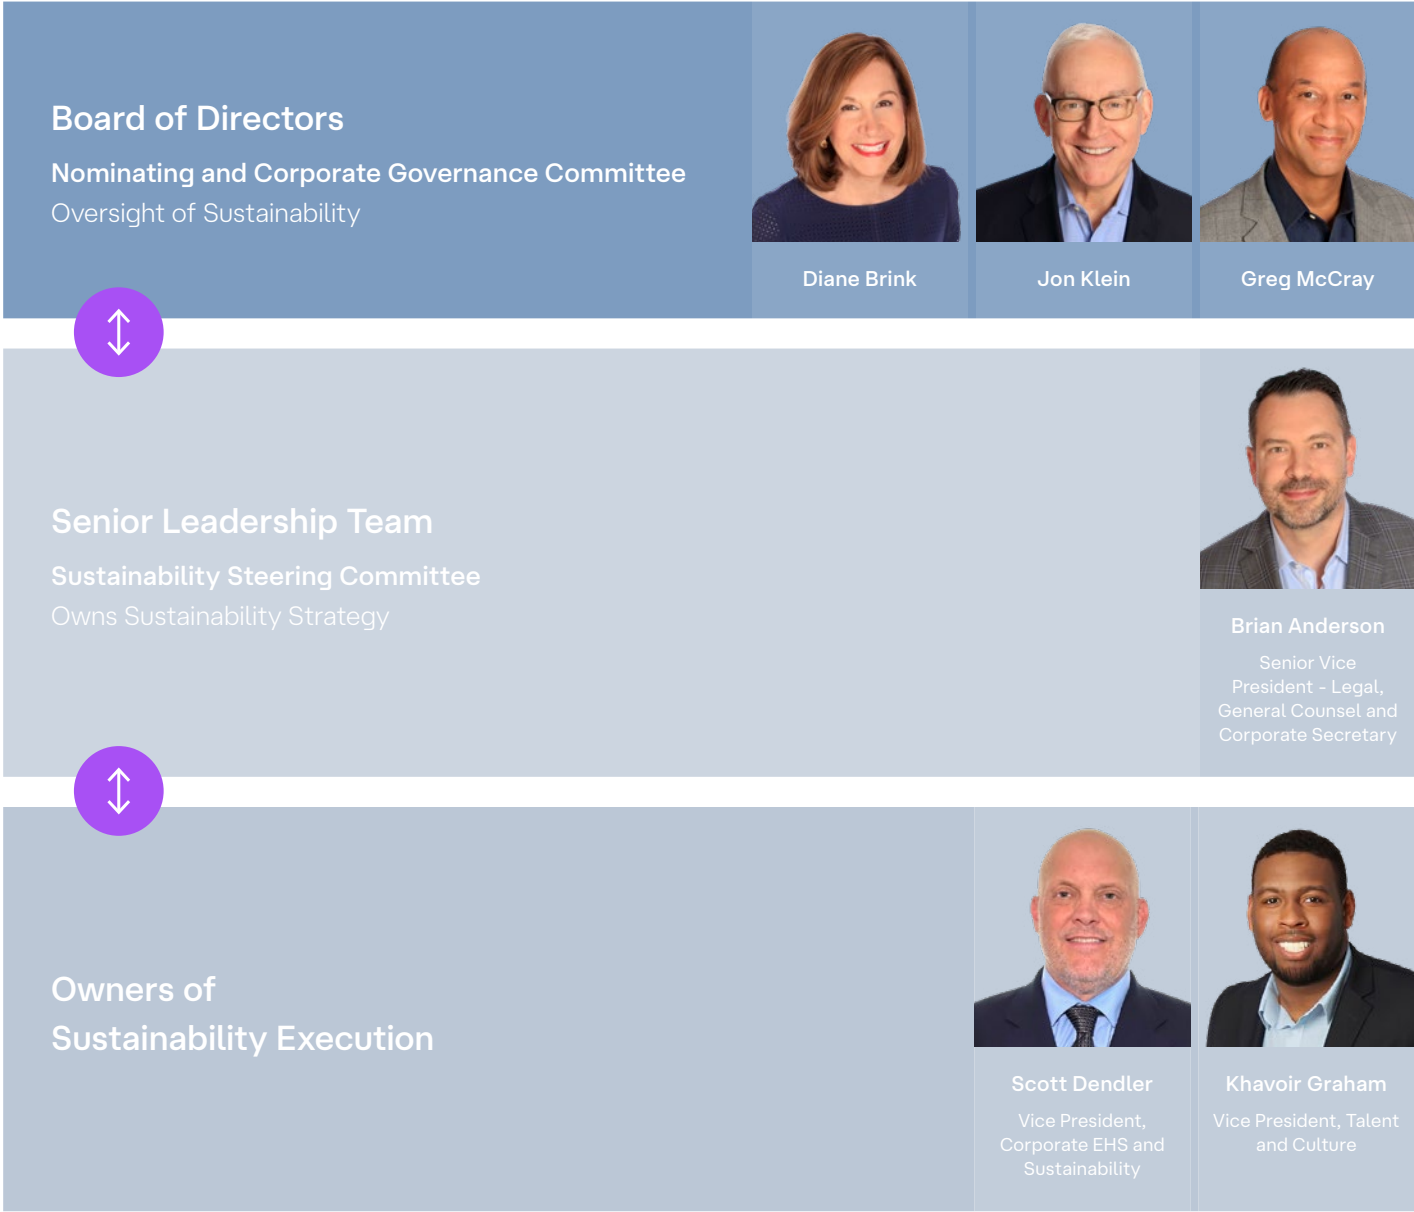 Board of Directors
Nominating and Corporate Governance Committee
Oversight of Sustainability
Diane Brink
Jon Klein
Greg McCray
Senior Leadership Team
Sustainability Steering Committee
Owns Sustainability Strategy
Brian Anderson
Senior Vice
President - Legal,
General Counsel and
Corporate Secretary
Owners of
Sustainability Execution
Scott Dendler
Vice President,
Corporate EHS and
Sustainability
Khavoir Graham
Vice President, Talent
and Culture